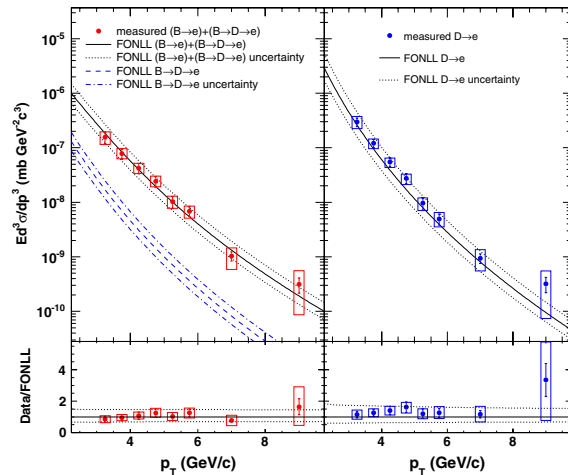 measured (B→e)+(B→D→e)
FONLL (B→e)+(B→D→e)
FONLL (B→e)+(B→D→e) uncertainty
FONLL B→D→e
FONLL B→D→e uncertainty
measured D→e
FONLL D→e
FONLL D→e uncertainty
Ed³σ/dp³ (mb GeV⁻²c³)
10⁻⁵
10⁻⁶
10⁻⁷
10⁻⁸
10⁻⁹
10⁻¹⁰
Data/FONLL
4
2
0
4 6 8
4 6 8
p_T (GeV/c)
p_T (GeV/c)